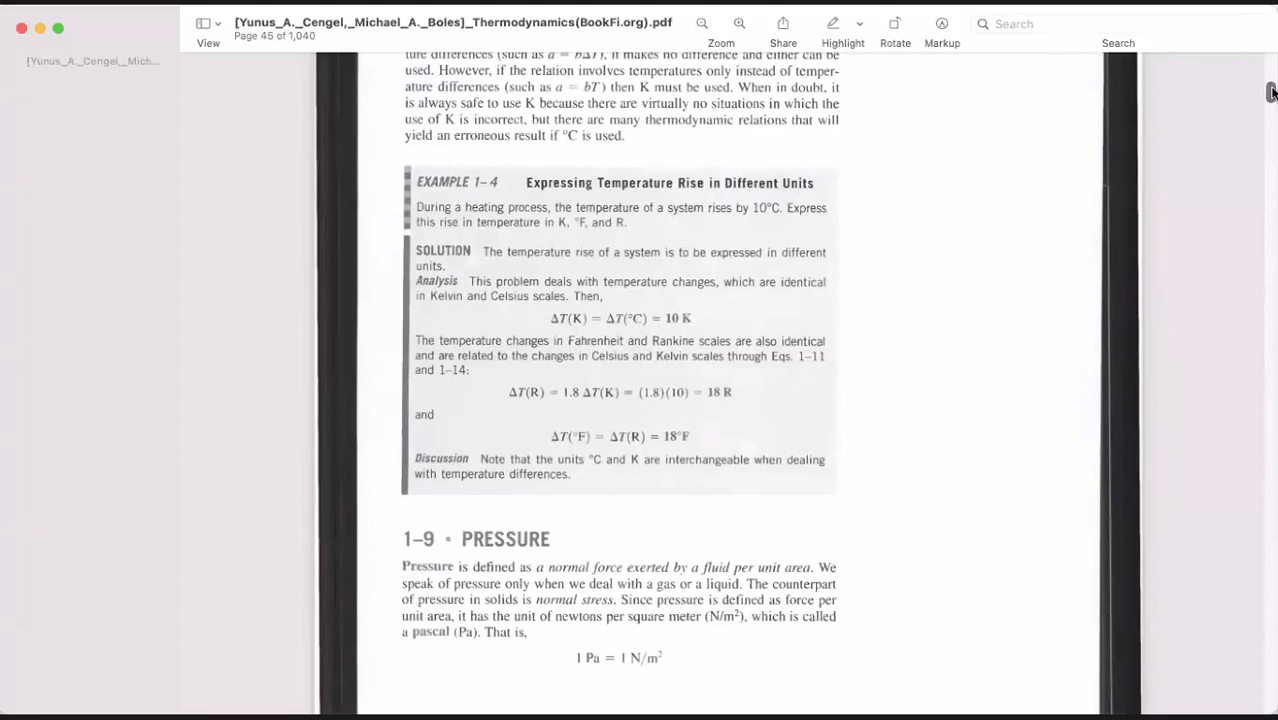 [Yunus_A._Cengel,_Michael_A._Boles]_Thermodynamics(BookFi.org).pdf
Page 45 of 1,040
View
Zoom
Share
Highlight
Rotate
Markup
Search
Search
[Yunus_A._Cengel,_Mich...
ture differences (such as a = bΔT), it makes no difference and either can be
used. However, if the relation involves temperatures only instead of temper-
ature differences (such as a = bT) then K must be used. When in doubt, it
is always safe to use K because there are virtually no situations in which the
use of K is incorrect, but there are many thermodynamic relations that will
yield an erroneous result if °C is used.
EXAMPLE 1–4 Expressing Temperature Rise in Different Units
During a heating process, the temperature of a system rises by 10°C. Express
this rise in temperature in K, °F, and R.
SOLUTION The temperature rise of a system is to be expressed in different
units.
Analysis This problem deals with temperature changes, which are identical
in Kelvin and Celsius scales. Then,
ΔT(K) = ΔT(°C) = 10 K
The temperature changes in Fahrenheit and Rankine scales are also identical
and are related to the changes in Celsius and Kelvin scales through Eqs. 1–11
and 1–14:
ΔT(R) = 1.8 ΔT(K) = (1.8)(10) = 18 R
and
ΔT(°F) = ΔT(R) = 18°F
Discussion Note that the units °C and K are interchangeable when dealing
with temperature differences.
1–9 • PRESSURE
Pressure is defined as a normal force exerted by a fluid per unit area. We
speak of pressure only when we deal with a gas or a liquid. The counterpart
of pressure in solids is normal stress. Since pressure is defined as force per
unit area, it has the unit of newtons per square meter (N/m²), which is called
a pascal (Pa). That is,
1 Pa = 1 N/m²